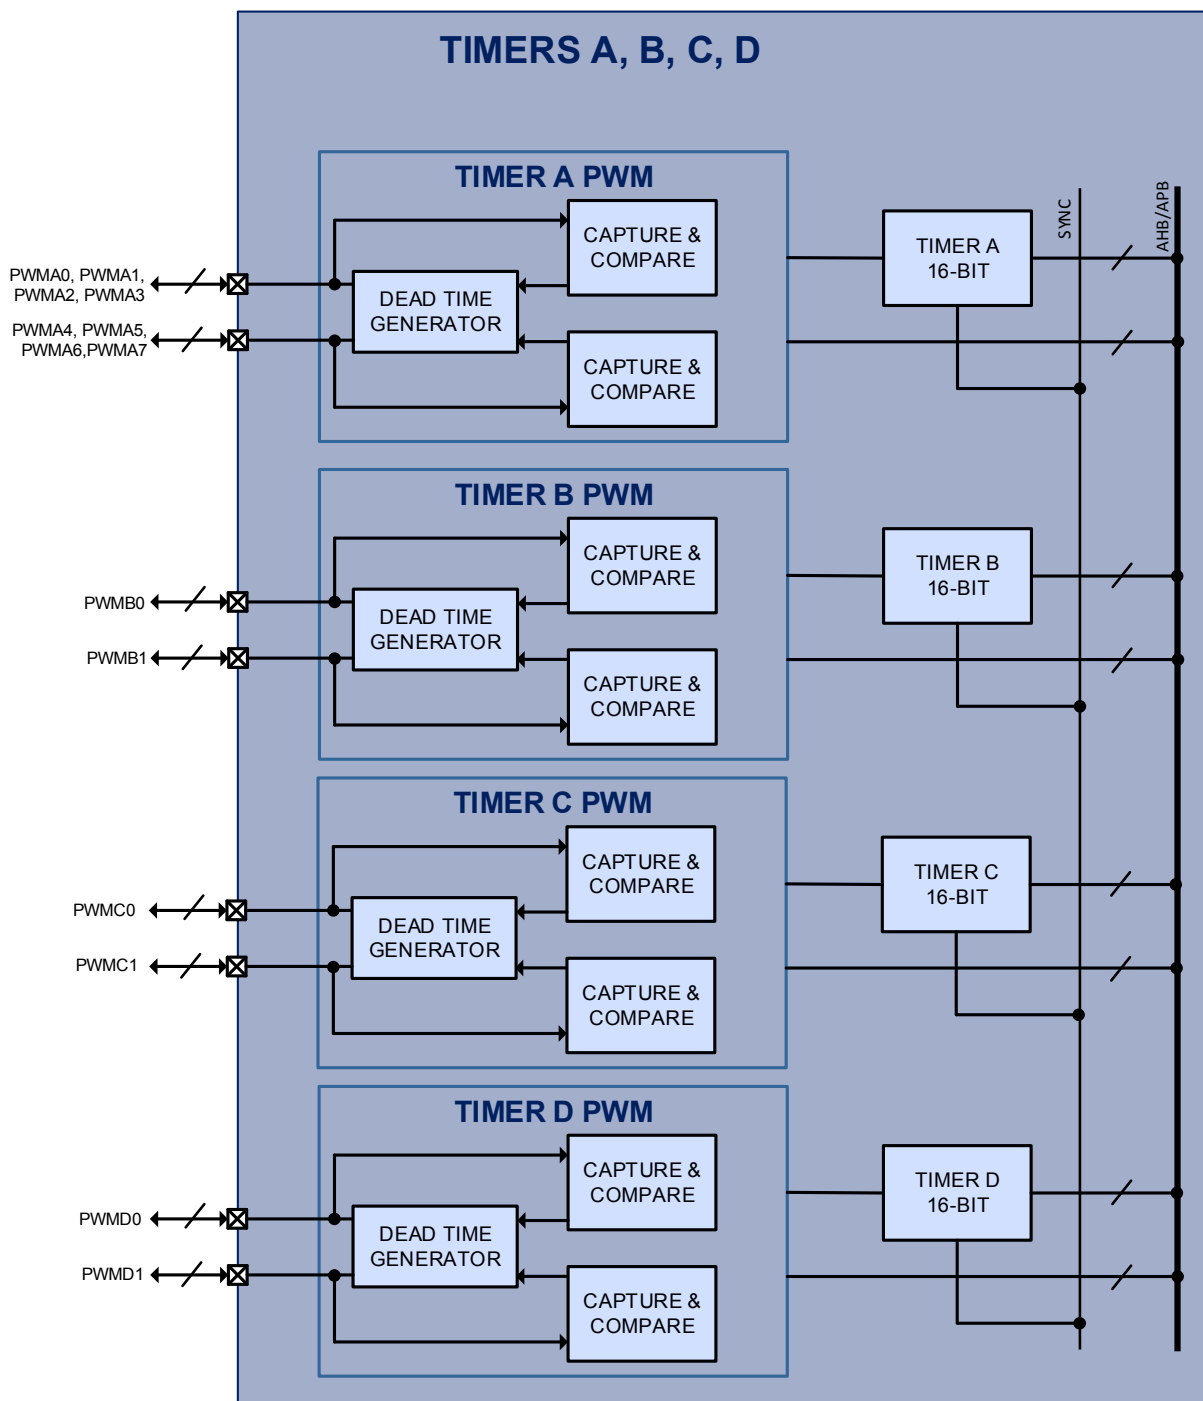 TIMERS A, B, C, D
TIMER A PWM
CAPTURE &
COMPARE
DEAD TIME
GENERATOR
CAPTURE &
COMPARE
PWMA0, PWMA1,
PWMA2, PWMA3
PWMA4, PWMA5,
PWMA6,PWMA7
TIMER A
16-BIT
SYNC
AHB/APB
TIMER B PWM
CAPTURE &
COMPARE
DEAD TIME
GENERATOR
CAPTURE &
COMPARE
PWMB0
PWMB1
TIMER B
16-BIT
TIMER C PWM
CAPTURE &
COMPARE
DEAD TIME
GENERATOR
CAPTURE &
COMPARE
PWMC0
PWMC1
TIMER C
16-BIT
TIMER D PWM
CAPTURE &
COMPARE
DEAD TIME
GENERATOR
CAPTURE &
COMPARE
PWMD0
PWMD1
TIMER D
16-BIT